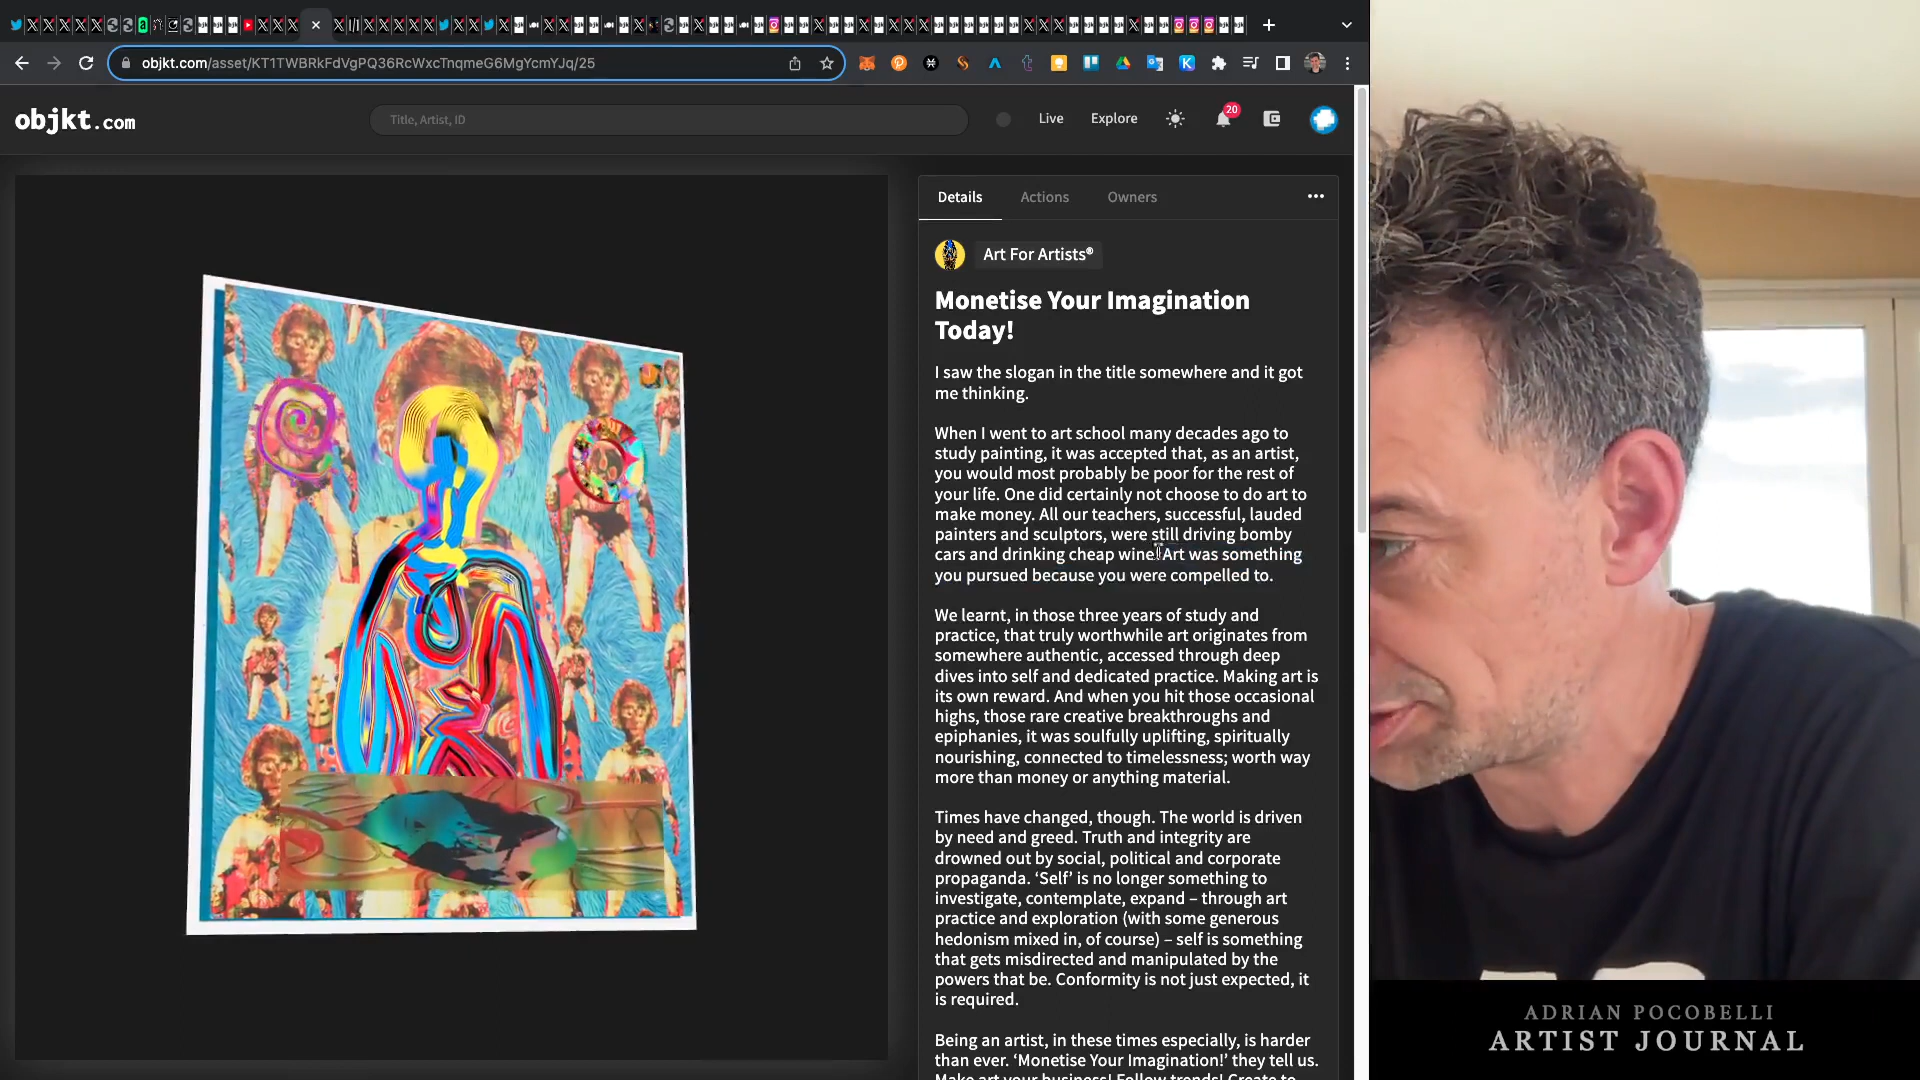 objkt.com/asset/KT1TWBRkFdVgPQ36RcWxcTnqmeG6MgYcmYJq/25
objkt.com
Title, Artist, ID
Live
Explore
20
Details
Actions
Owners
Art For Artists®
Monetise Your Imagination
Today!
I saw the slogan in the title somewhere and it got
me thinking.
When I went to art school many decades ago to
study painting, it was accepted that, as an artist,
you would most probably be poor for the rest of
your life. One did certainly not choose to do art to
make money. All our teachers, successful, lauded
painters and sculptors, were still driving bomby
cars and drinking cheap wine. Art was something
you pursued because you were compelled to.
We learnt, in those three years of study and
practice, that truly worthwhile art originates from
somewhere authentic, accessed through deep
dives into self and dedicated practice. Making art is
its own reward. And when you hit those occasional
highs, those rare creative breakthroughs and
epiphanies, it was soulfully uplifting, spiritually
nourishing, connected to timelessness; worth way
more than money or anything material.
Times have changed, though. The world is driven
by need and greed. Truth and integrity are
drowned out by social, political and corporate
propaganda. ‘Self’ is no longer something to
investigate, contemplate, expand – through art
practice and exploration (with some generous
hedonism mixed in, of course) – self is something
that gets misdirected and manipulated by the
powers that be. Conformity is not just expected, it
is required.
Being an artist, in these times especially, is harder
than ever. ‘Monetise Your Imagination!’ they tell us.
Make art your business! Follow trends! Create to
ADRIAN POCOBELLI
ARTIST JOURNAL